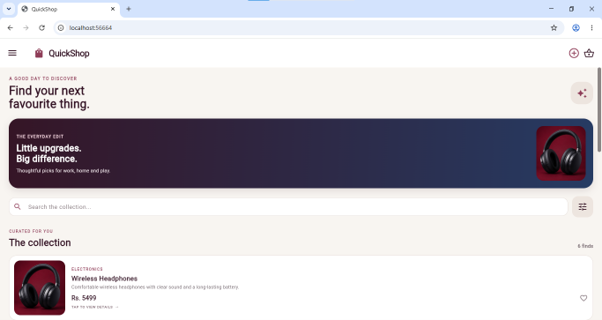 QuickShop
localhost:56664
QuickShop
A GOOD DAY TO DISCOVER
Find your next
favourite thing.
THE EVERYDAY EDIT
Little upgrades.
Big difference.
Thoughtful picks for work, home and play.
Search the collection...
CURATED FOR YOU
The collection
6 finds
ELECTRONICS
Wireless Headphones
Comfortable wireless headphones with clear sound and a long-lasting battery.
Rs. 5499
TAP TO VIEW DETAILS